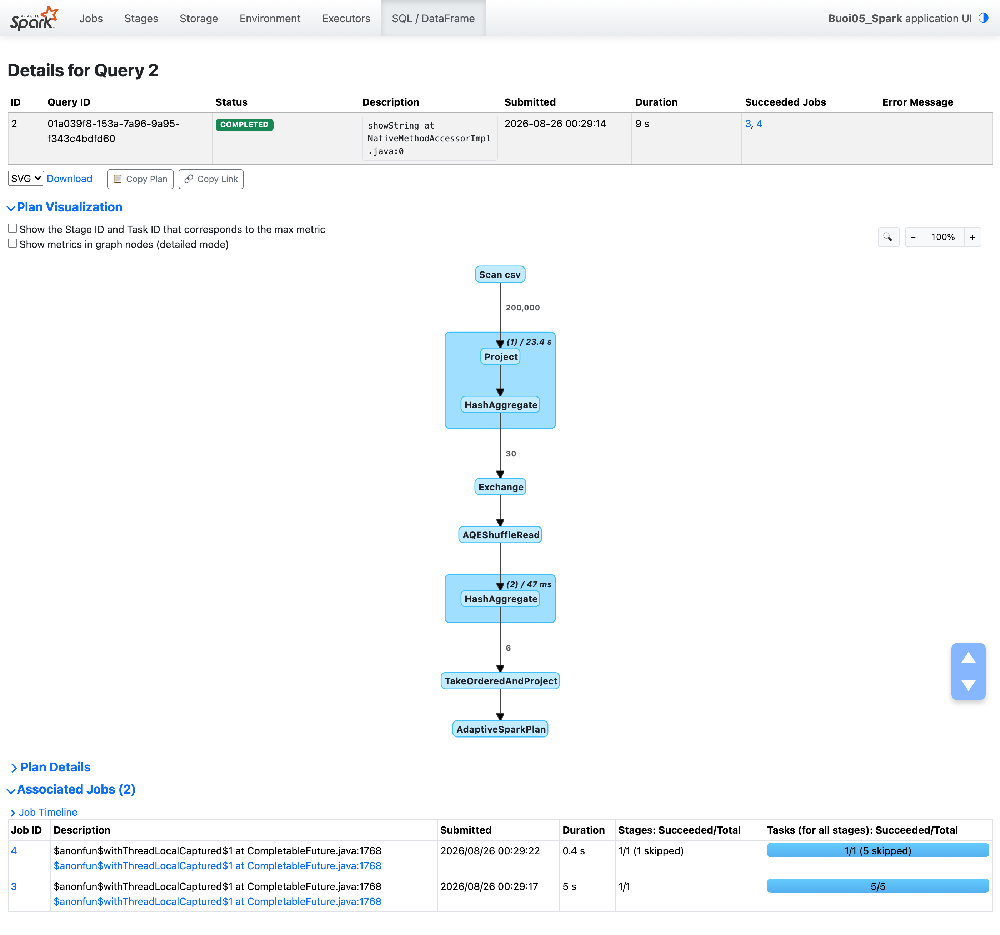 APACHE
Spark
Jobs
Stages
Storage
Environment
Executors
SQL / DataFrame
Buoi05_Spark application UI
Details for Query 2
ID Query ID Status Description Submitted Duration Succeeded Jobs Error Message
2 01a039f8-153a-7a96-9a95-f343c4bdfd60 COMPLETED showString at NativeMethodAccessorImpl.java:0 2026-08-26 00:29:14 9 s 3, 4
SVG Download Copy Plan Copy Link
Plan Visualization
Show the Stage ID and Task ID that corresponds to the max metric
Show metrics in graph nodes (detailed mode)
− 100% +
Scan csv
200,000
(1) / 23.4 s
Project
HashAggregate
30
Exchange
AQEShuffleRead
(2) / 47 ms
HashAggregate
6
TakeOrderedAndProject
AdaptiveSparkPlan
Plan Details
Associated Jobs (2)
Job Timeline
Job ID Description Submitted Duration Stages: Succeeded/Total Tasks (for all stages): Succeeded/Total
4 $anonfun$withThreadLocalCaptured$1 at CompletableFuture.java:1768 2026/08/26 00:29:22 0.4 s 1/1 (1 skipped) 1/1 (5 skipped)
$anonfun$withThreadLocalCaptured$1 at CompletableFuture.java:1768
3 $anonfun$withThreadLocalCaptured$1 at CompletableFuture.java:1768 2026/08/26 00:29:17 5 s 1/1 5/5
$anonfun$withThreadLocalCaptured$1 at CompletableFuture.java:1768